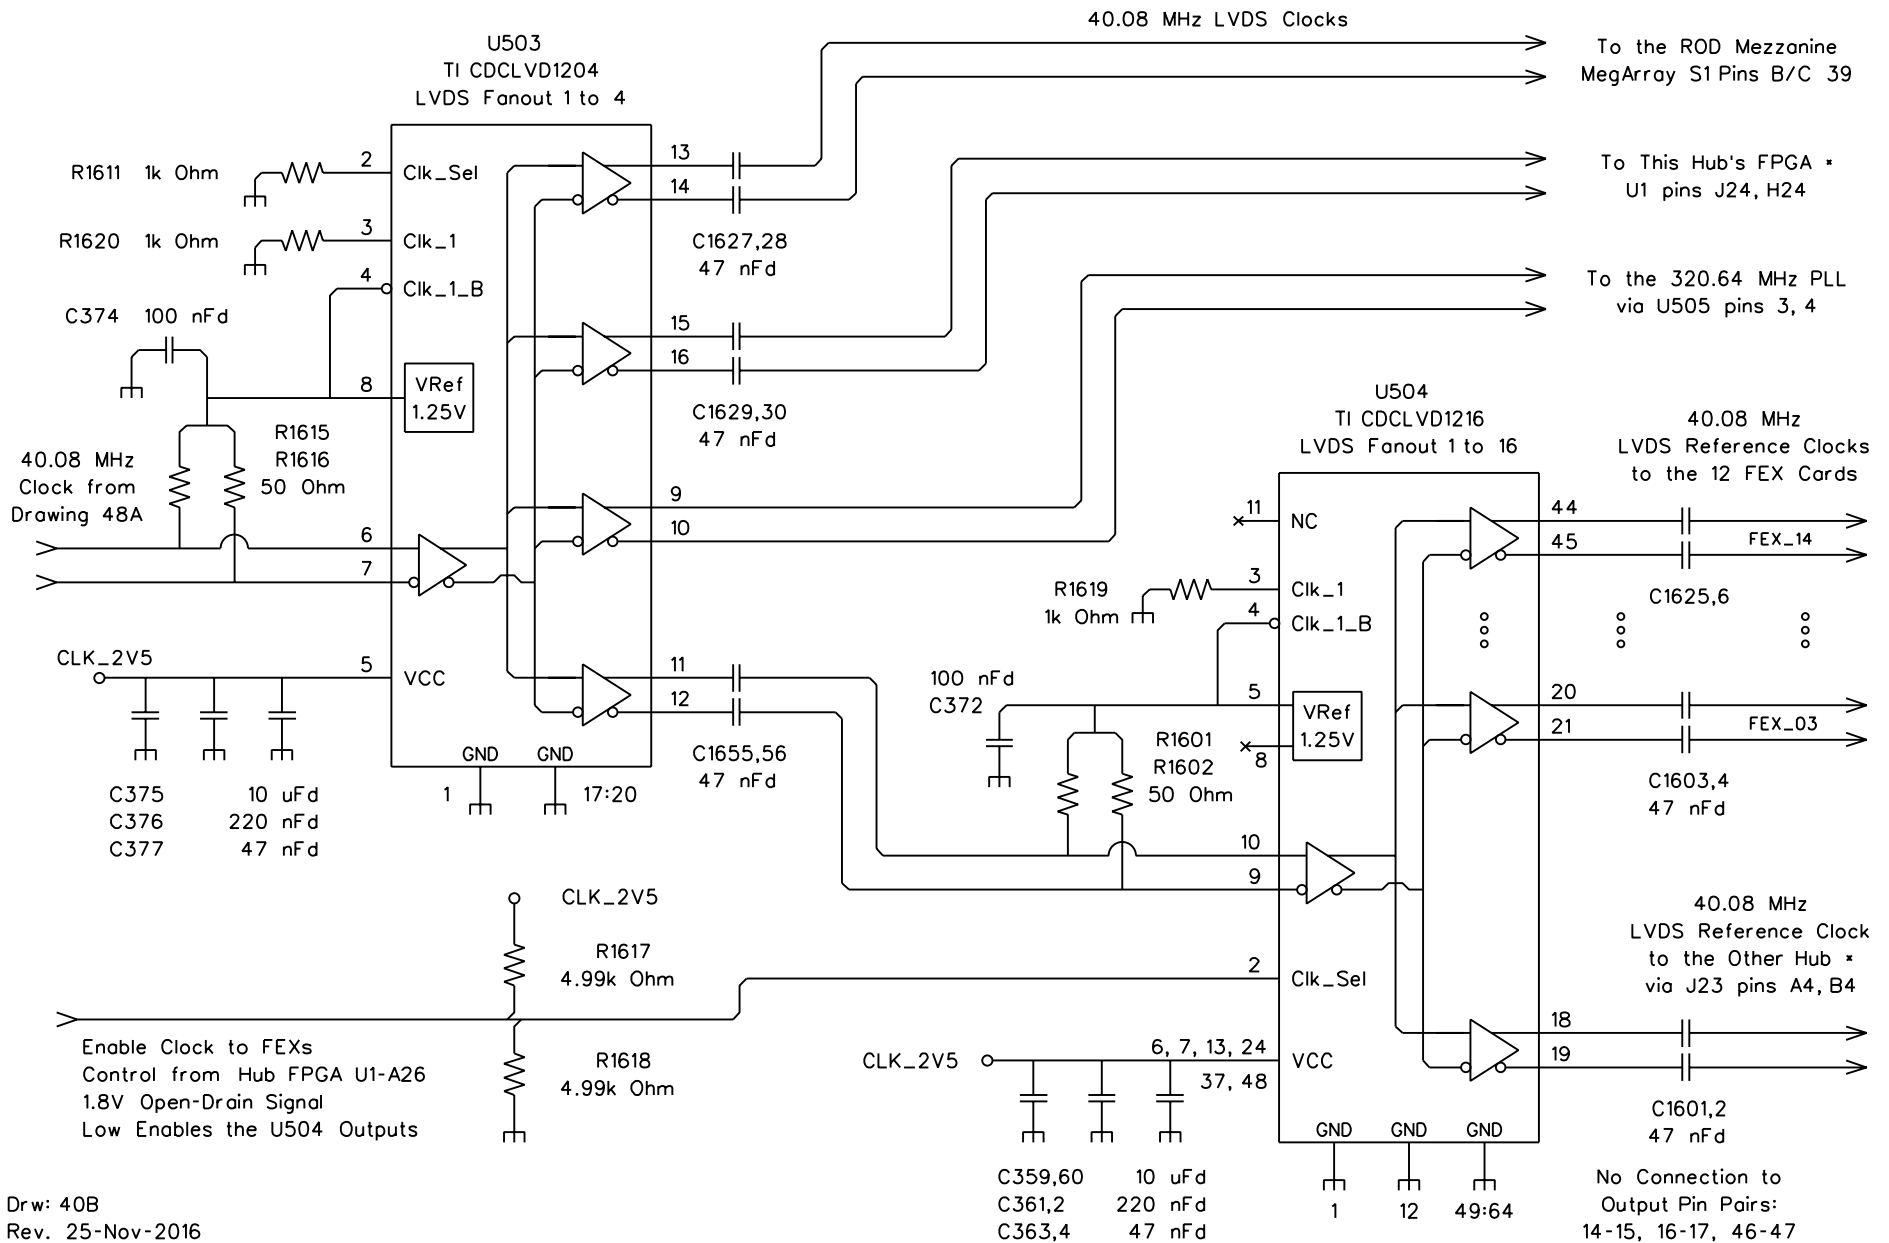 40.08 MHz LVDS Clocks
U503
TI CDCLVD1204
LVDS Fanout 1 to 4
To the ROD Mezzanine
MegArray S1 Pins B/C 39
R1611 1k Ohm
2
Clk_Sel
13
14
To This Hub's FPGA *
U1 pins J24, H24
R1620 1k Ohm
3
Clk_1
C1627,28
47 nFd
4
Clk_1_B
To the 320.64 MHz PLL
via U505 pins 3, 4
C374 100 nFd
15
16
8
VRef
1.25V
C1629,30
47 nFd
R1615
R1616
50 Ohm
40.08 MHz
Clock from
Drawing 48A
6
7
9
10
U504
TI CDCLVD1216
LVDS Fanout 1 to 16
40.08 MHz
LVDS Reference Clocks
to the 12 FEX Cards
11
NC
44
45
FEX_14
C1625,6
R1619
1k Ohm
3
Clk_1
4
Clk_1_B
CLK_2V5
5
VCC
11
12
C1655,56
47 nFd
100 nFd
C372
5
VRef
1.25V
8
20
21
FEX_03
C1603,4
47 nFd
R1601
R1602
50 Ohm
GND
GND
1
17:20
C375 10 uFd
C376 220 nFd
C377 47 nFd
10
9
CLK_2V5
R1617
4.99k Ohm
2
Clk_Sel
40.08 MHz
LVDS Reference Clock
to the Other Hub *
via J23 pins A4, B4
18
19
C1601,2
47 nFd
Enable Clock to FEXs
Control from Hub FPGA U1-A26
1.8V Open-Drain Signal
Low Enables the U504 Outputs
R1618
4.99k Ohm
CLK_2V5
6, 7, 13, 24
37, 48
VCC
GND
GND
GND
1
12
49:64
C359,60 10 uFd
C361,2 220 nFd
C363,4 47 nFd
No Connection to
Output Pin Pairs:
14-15, 16-17, 46-47
Drw: 40B
Rev. 25-Nov-2016